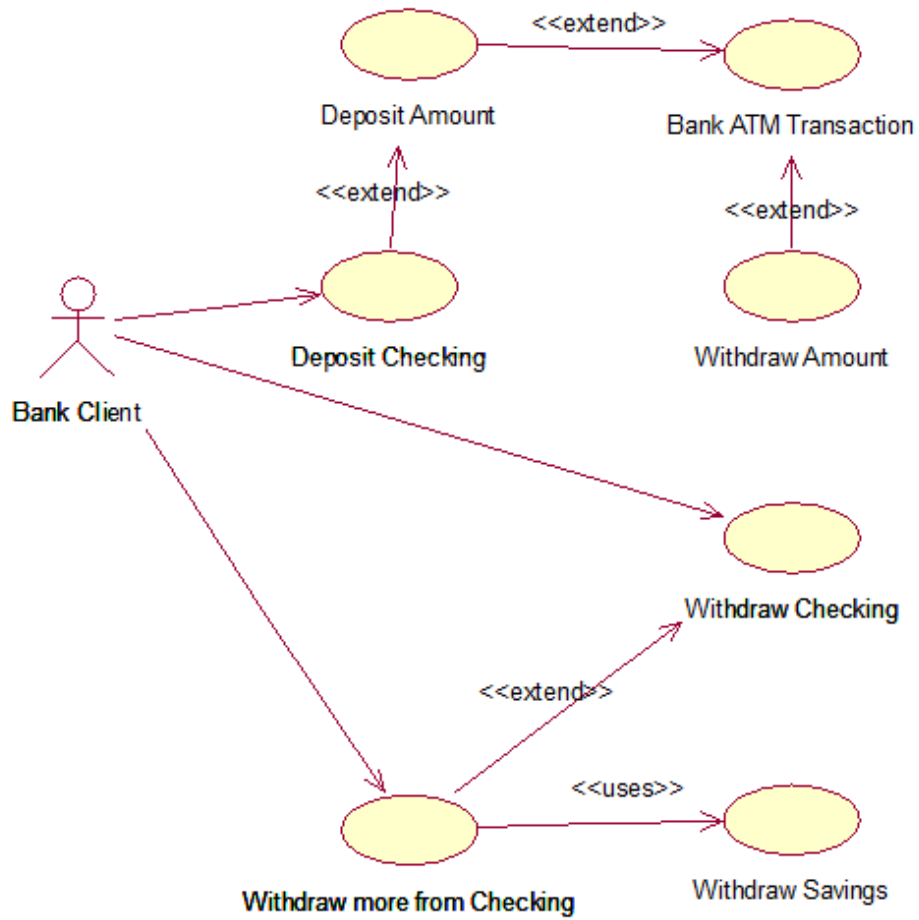 <<extend>>
Deposit Amount
Bank ATM Transaction
<<extend>>
<<extend>>
Deposit Checking
Withdraw Amount
Bank Client
Withdraw Checking
<<extend>>
<<uses>>
Withdraw more from Checking
Withdraw Savings